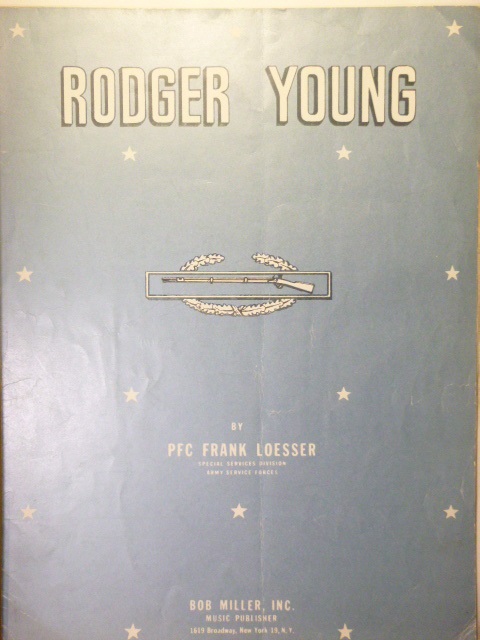 RODGER YOUNG
BY
PFC FRANK LOESSER
SPECIAL SERVICES DIVISION
ARMY SERVICE FORCES
BOB MILLER, INC.
MUSIC PUBLISHER
1619 Broadway, New York 19, N.Y.